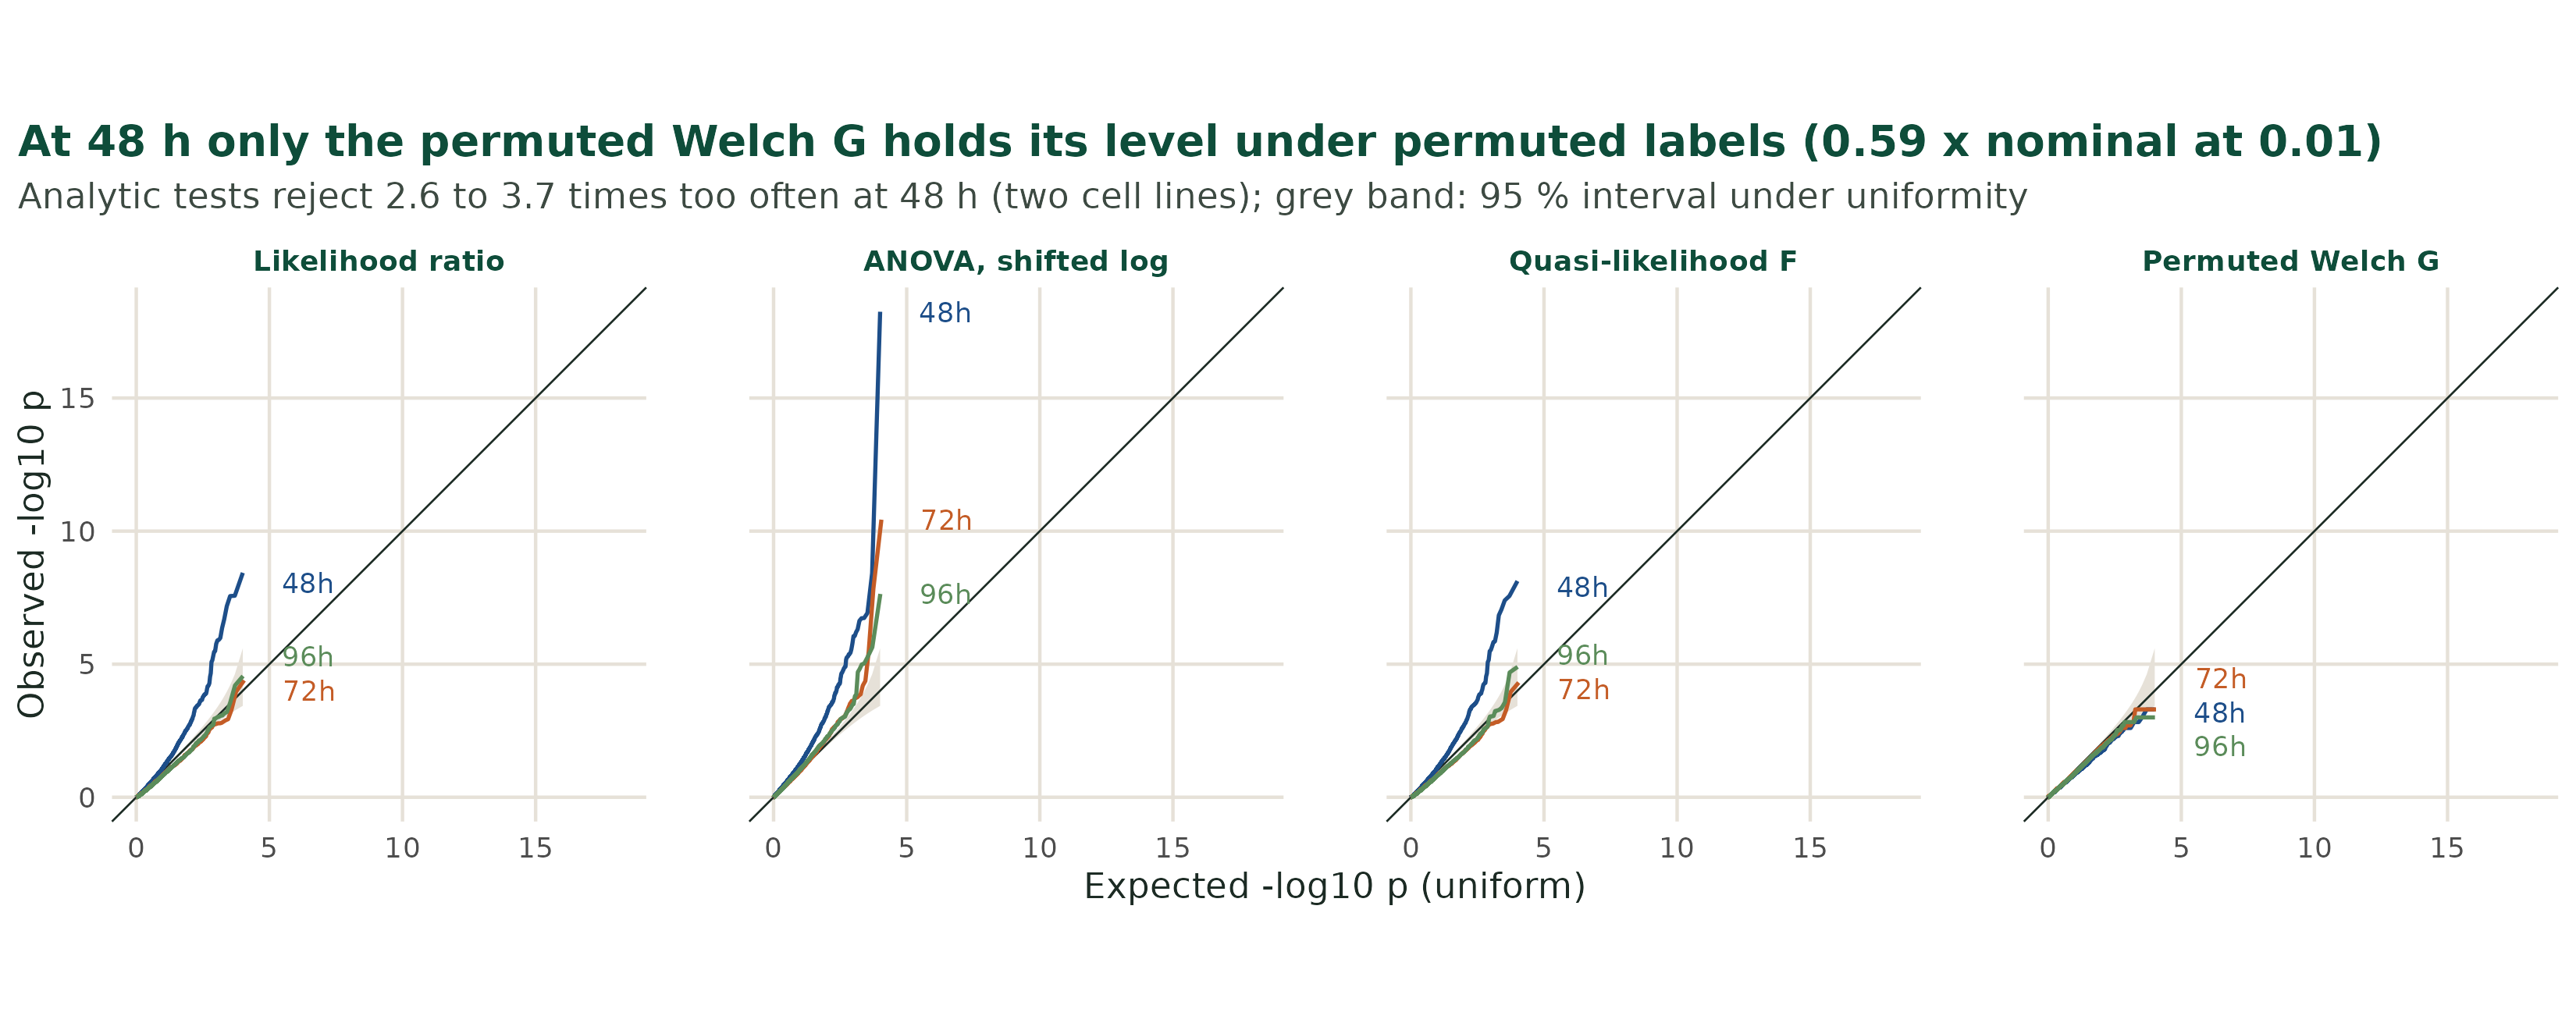 At 48 h only the permuted Welch G holds its level under permuted labels (0.59 x nominal at 0.01)
Analytic tests reject 2.6 to 3.7 times too often at 48 h (two cell lines); grey band: 95 % interval under uniformity
Likelihood ratio
ANOVA, shifted log
Quasi-likelihood F
Permuted Welch G
Observed -log10 p
15
10
5
0
48h
96h
72h
48h
72h
96h
48h
96h
72h
72h
48h
96h
0 5 10 15
0 5 10 15
0 5 10 15
0 5 10 15
Expected -log10 p (uniform)